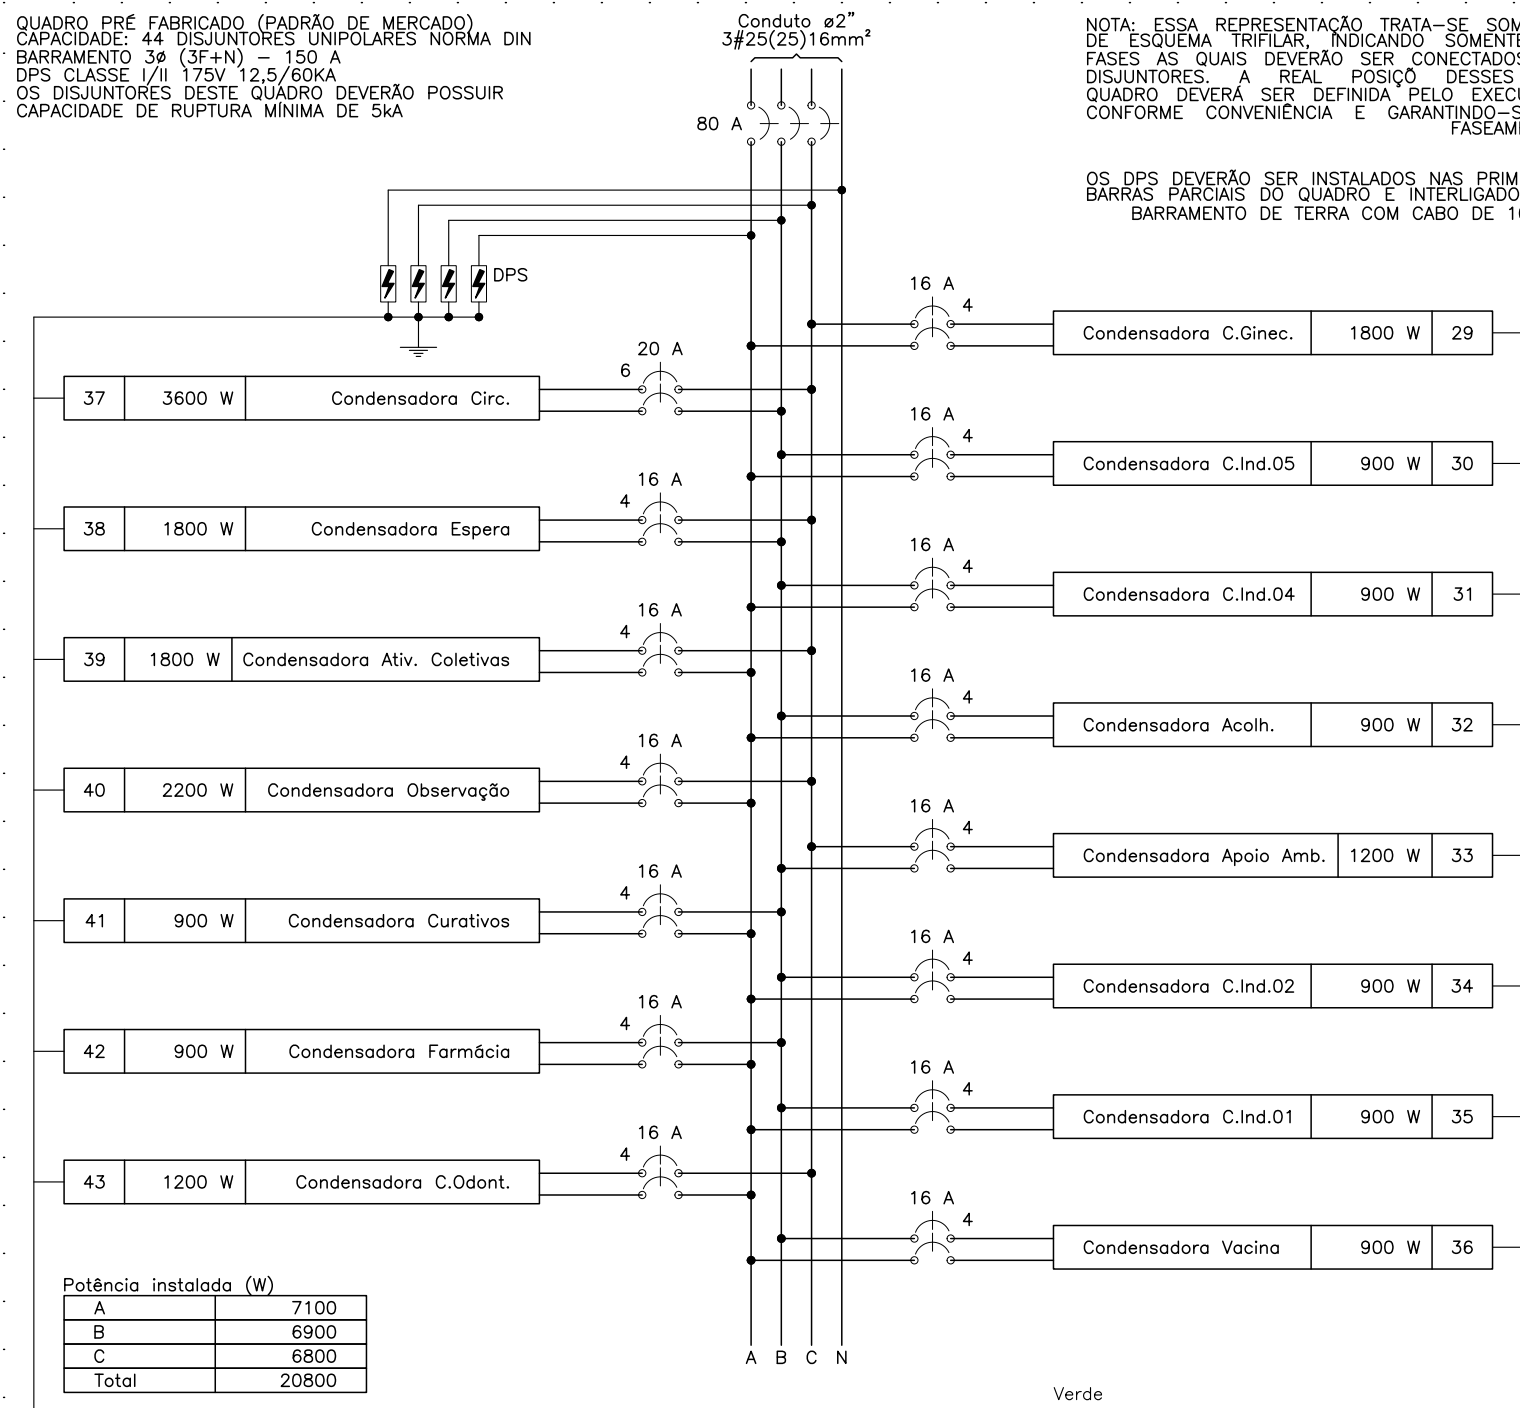 QUADRO PRÉ FABRICADO (PADRÃO DE MERCADO)
CAPACIDADE: 44 DISJUNTORES UNIPOLARES NORMA DIN
BARRAMENTO 3ø (3F+N) – 150 A
DPS CLASSE I/II 175V 12,5/60KA
OS DISJUNTORES DESTE QUADRO DEVERÃO POSSUIR
CAPACIDADE DE RUPTURA MÍNIMA DE 5kA
Conduto ø2"
3#25(25)16mm²
80 A
NOTA: ESSA REPRESENTAÇÃO TRATA-SE SOM
DE ESQUEMA TRIFILAR, INDICANDO SOMENTE
FASES AS QUAIS DEVERÃO SER CONECTADOS
DISJUNTORES. A REAL POSIÇÕ DESSES
QUADRO DEVERÁ SER DEFINIDA PELO EXECU
CONFORME CONVENIÊNCIA E GARANTINDO-S
FASEAM
OS DPS DEVERÃO SER INSTALADOS NAS PRIM
BARRAS PARCIAIS DO QUADRO E INTERLIGADO
BARRAMENTO DE TERRA COM CABO DE 1
DPS
16 A
4
Condensadora C.Ginec. 1800 W 29
20 A
6
37 3600 W Condensadora Circ.
16 A
4
Condensadora C.Ind.05 900 W 30
16 A
4
38 1800 W Condensadora Espera
16 A
4
Condensadora C.Ind.04 900 W 31
16 A
4
39 1800 W Condensadora Ativ. Coletivas
16 A
4
Condensadora Acolh. 900 W 32
16 A
4
40 2200 W Condensadora Observação
16 A
4
Condensadora Apoio Amb. 1200 W 33
16 A
4
41 900 W Condensadora Curativos
16 A
4
Condensadora C.Ind.02 900 W 34
16 A
4
42 900 W Condensadora Farmácia
16 A
4
Condensadora C.Ind.01 900 W 35
16 A
4
43 1200 W Condensadora C.Odont.
16 A
4
Condensadora Vacina 900 W 36
Potência instalada (W)
A 7100
B 6900
C 6800
Total 20800
A B C N
Verde